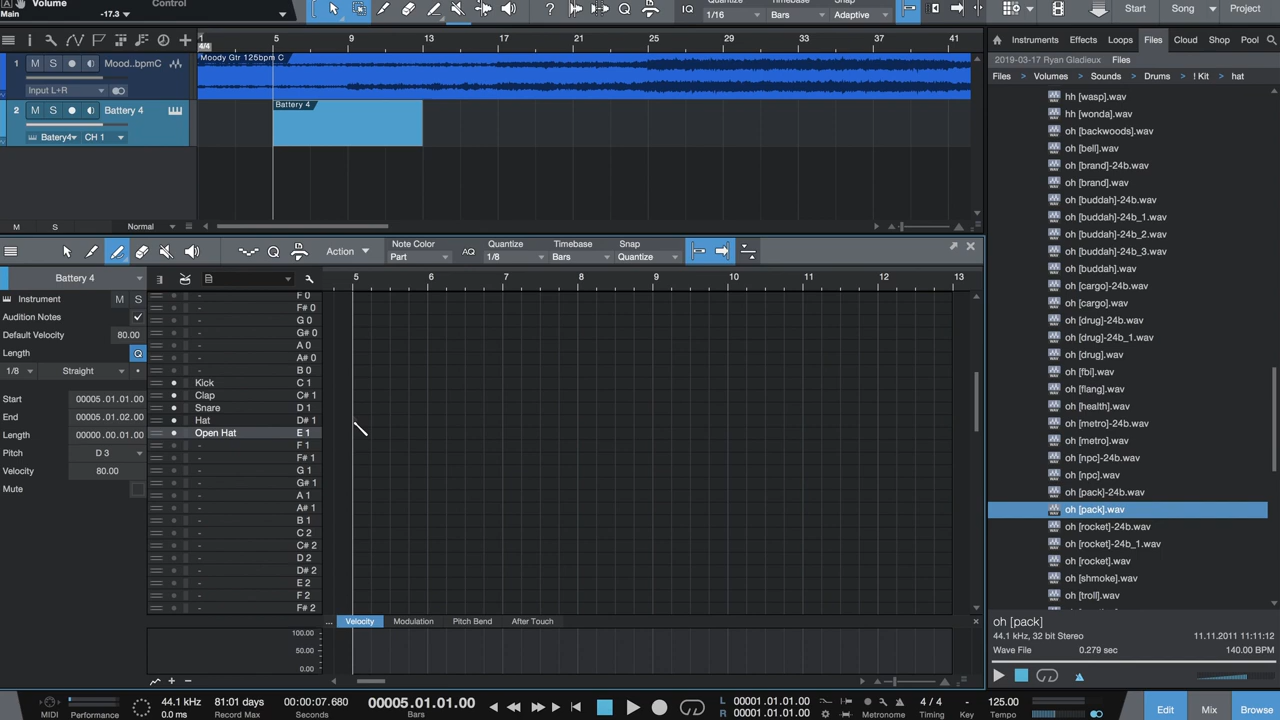 Volume
-17.3
Control
Main
IQ
1/16
Bars
Adaptive
Start
Song
Project
1
5
9
13
17
21
25
29
33
37
41
4/4
1
M
S
Mood..bpmC
Input L+R
Moody Gtr 125bpm C
2
M
S
Battery 4
Batery4
CH 1
Battery 4
M
S
Normal
Instruments
Effects
Loops
Files
Cloud
Shop
Pool
2019-03-17 Ryan Gladieux
Files
Files
Volumes
Sounds
Drums
! Kit
hat
hh [wasp].wav
hh [wonda].wav
oh [backwoods].wav
oh [bell].wav
oh [brand]-24b.wav
oh [brand].wav
oh [buddah]-24b.wav
oh [buddah]-24b_1.wav
oh [buddah]-24b_2.wav
oh [buddah]-24b_3.wav
oh [buddah].wav
oh [cargo]-24b.wav
oh [cargo].wav
oh [drug]-24b.wav
oh [drug]-24b_1.wav
oh [drug].wav
oh [fbi].wav
oh [flang].wav
oh [health].wav
oh [metro]-24b.wav
oh [metro].wav
oh [npc]-24b.wav
oh [npc].wav
oh [pack]-24b.wav
oh [pack].wav
oh [rocket]-24b.wav
oh [rocket]-24b_1.wav
oh [rocket].wav
oh [shmoke].wav
oh [troll].wav
oh [pack]
44.1 kHz, 32 bit Stereo
11.11.2011 11:11:12
Wave File
0.279 sec
140.BPM
Action
Note Color
Part
AQ
Quantize
1/8
Timebase
Bars
Snap
Quantize
Battery 4
5
6
7
8
9
10
11
12
13
Instrument
M
S
Audition Notes
Default Velocity
80.00
Length
Q
1/8
Straight
Start
00005.01.01.00
End
00005.01.02.00
Length
00000.00.01.00
Pitch
D 3
Velocity
80.00
Mute
- F 0
- F# 0
- G 0
- G# 0
- A 0
- A# 0
- B 0
Kick C 1
Clap C# 1
Snare D 1
Hat D# 1
Open Hat E 1
- F 1
- F# 1
- G 1
- G# 1
- A 1
- A# 1
- B 1
- C 2
- C# 2
- D 2
- D# 2
- E 2
- F 2
- F# 2
...
Velocity
Modulation
Pitch Bend
After Touch
100.00
50.00
0.00
MIDI
Performance
44.1 kHz
0.0 ms
81:01 days
Record Max
00:00:07.680
Seconds
00005.01.01.00
Bars
L
R
00001.01.01.00
00001.01.01.00
Metronome
4 / 4
Timing
-
Key
125.00
Tempo
Edit
Mix
Browse